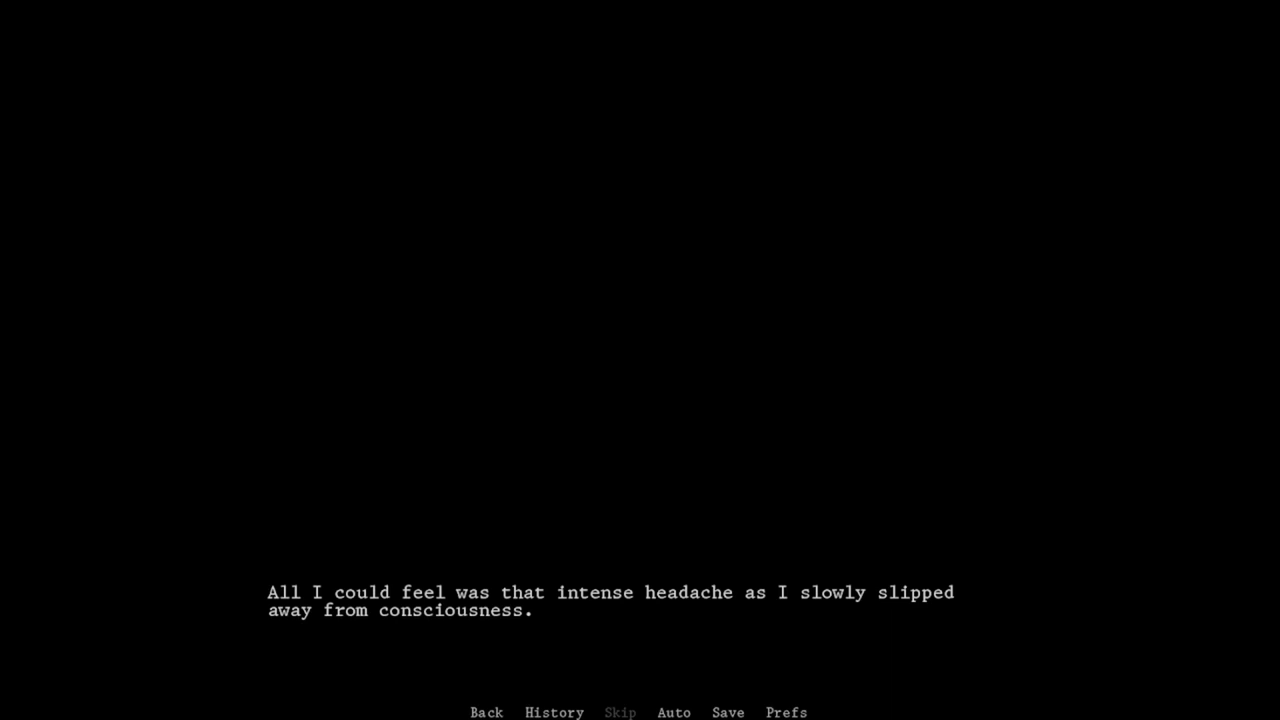 All I could feel was that intense headache as I slowly slipped
away from consciousness.
Back History Skip Auto Save Prefs